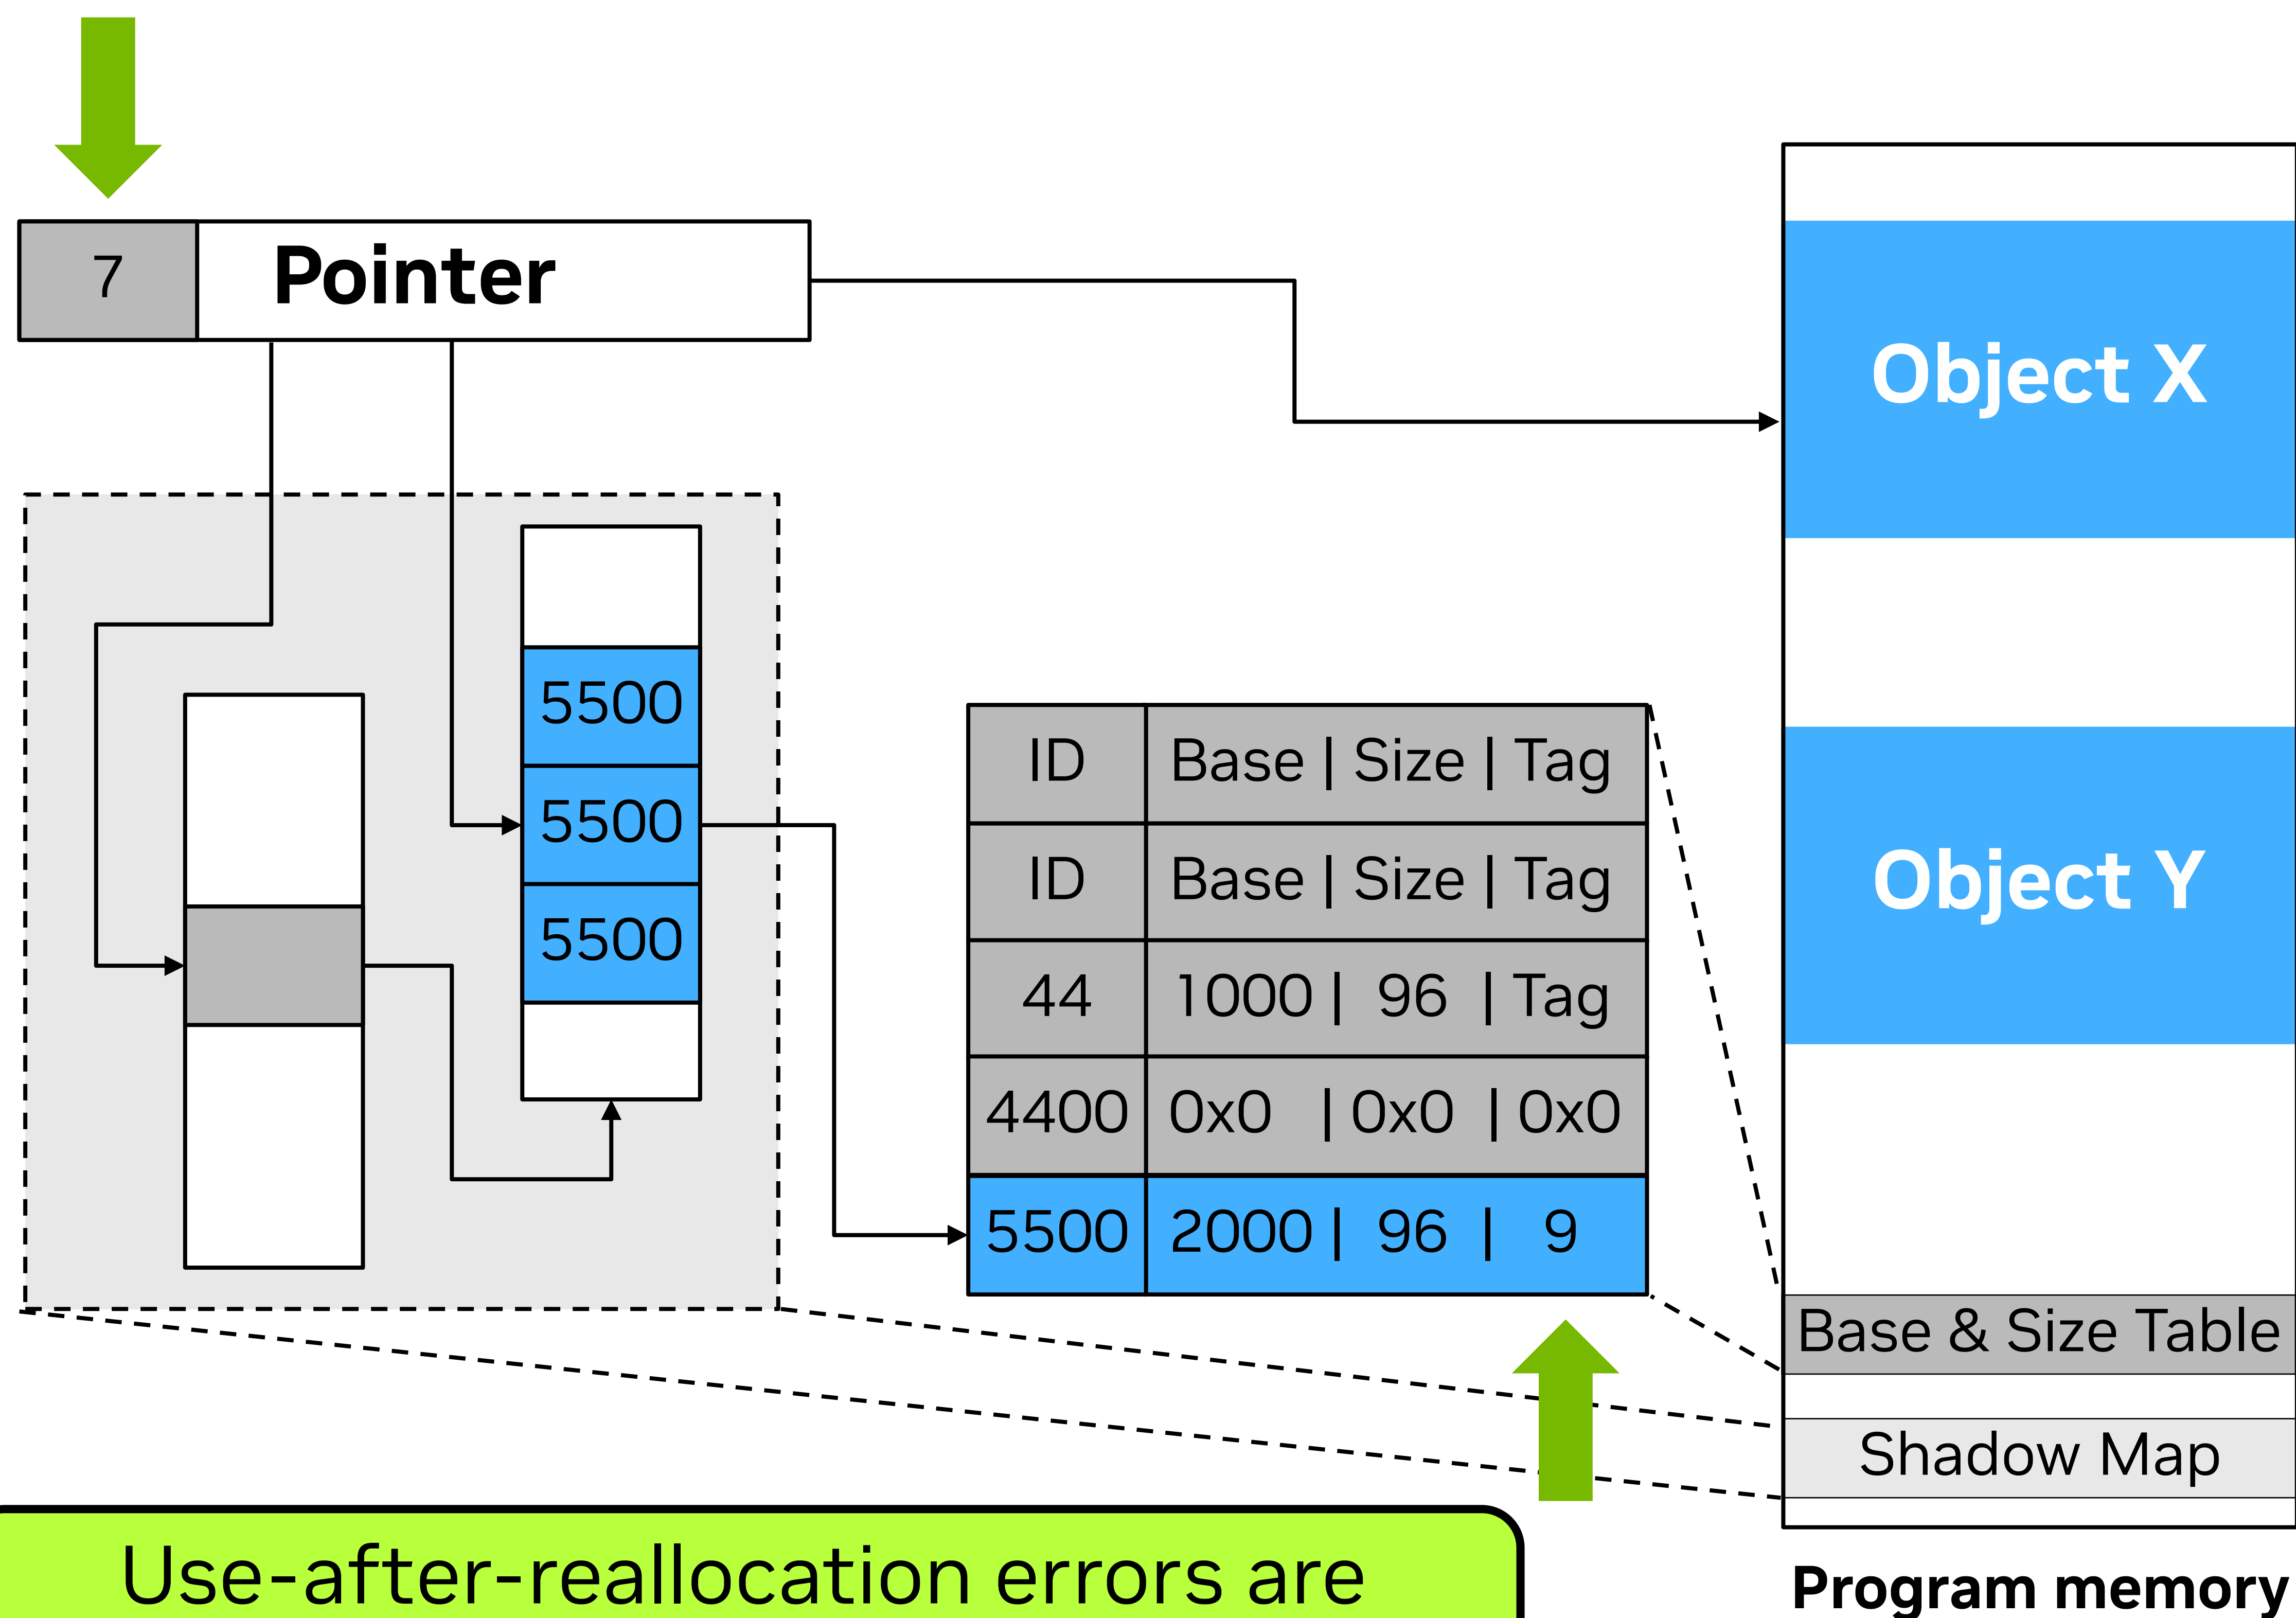 7 Pointer
Object X
5500
5500
5500
ID Base | Size | Tag
ID Base | Size | Tag
44 1000 | 96 | Tag
4400 0x0 | 0x0 | 0x0
5500 2000 | 96 | 9
Object Y
Base & Size Table
Shadow Map
Use-after-reallocation errors are
Program memory